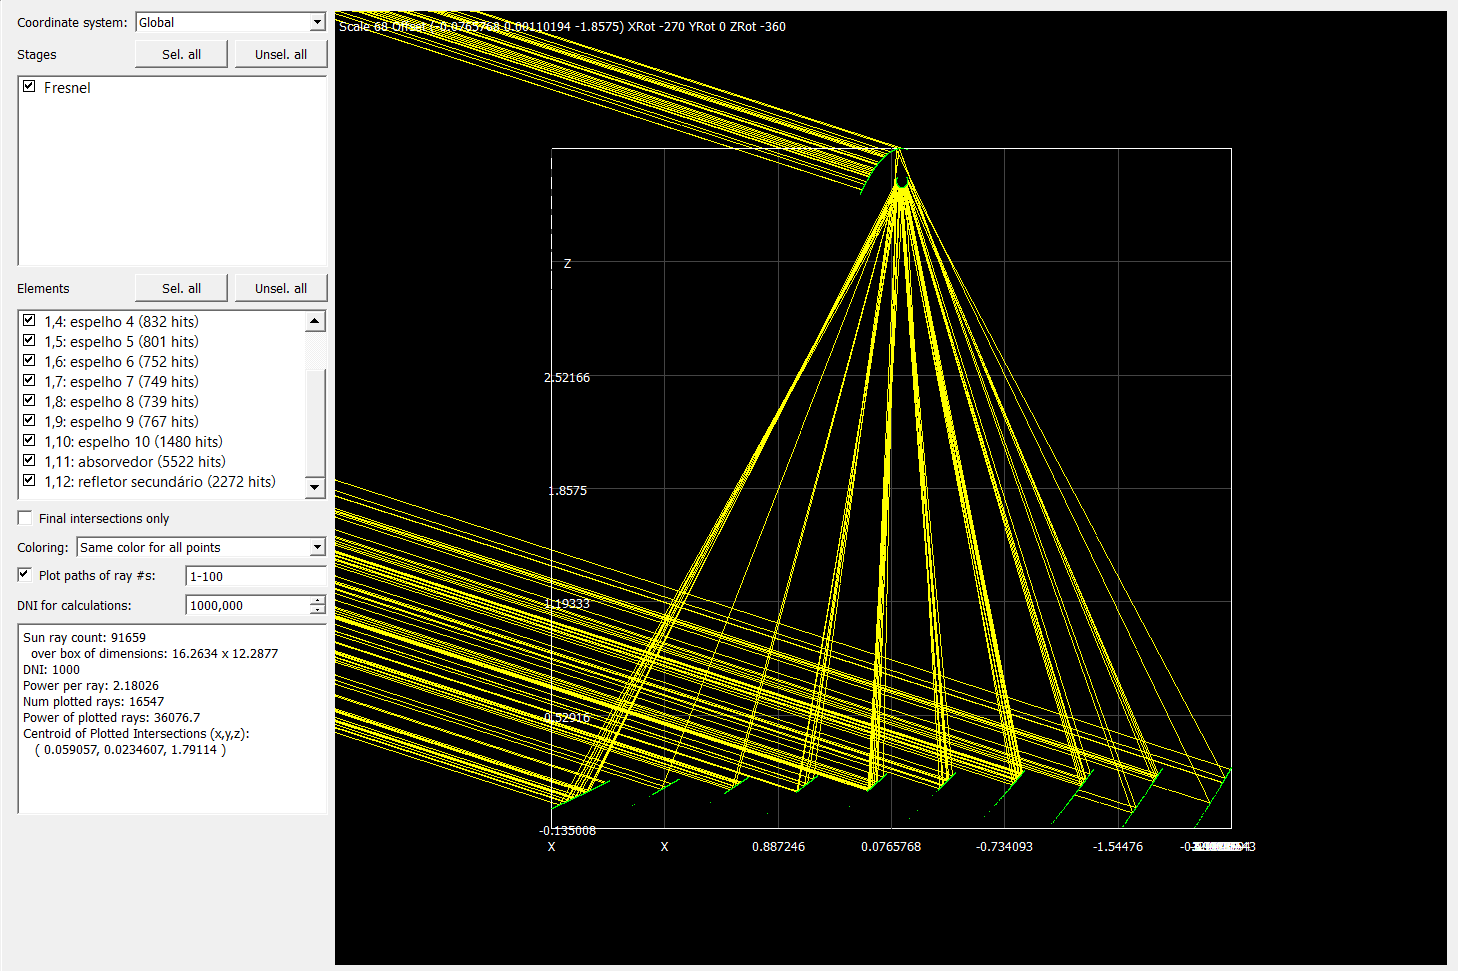 Coordinate system: Global
Stages Sel. all Unsel. all
Fresnel
Elements Sel. all Unsel. all
1,4: espelho 4 (832 hits)
1,5: espelho 5 (801 hits)
1,6: espelho 6 (752 hits)
1,7: espelho 7 (749 hits)
1,8: espelho 8 (739 hits)
1,9: espelho 9 (767 hits)
1,10: espelho 10 (1480 hits)
1,11: absorvedor (5522 hits)
1,12: refletor secundário (2272 hits)
Final intersections only
Coloring: Same color for all points
Plot paths of ray #s: 1-100
DNI for calculations: 1000,000
Sun ray count: 91659
over box of dimensions: 16.2634 x 12.2877
DNI: 1000
Power per ray: 2.18026
Num plotted rays: 16547
Power of plotted rays: 36076.7
Centroid of Plotted Intersections (x,y,z):
( 0.059057, 0.0234607, 1.79114 )
Scale 68 Offset (-0.0765768 0.00110194 -1.8575) XRot -270 YRot 0 ZRot -360
Z
2.52166
1.8575
1.19333
0.52916
-0.135008
X X 0.887246 0.0765768 -0.734093 -1.54476